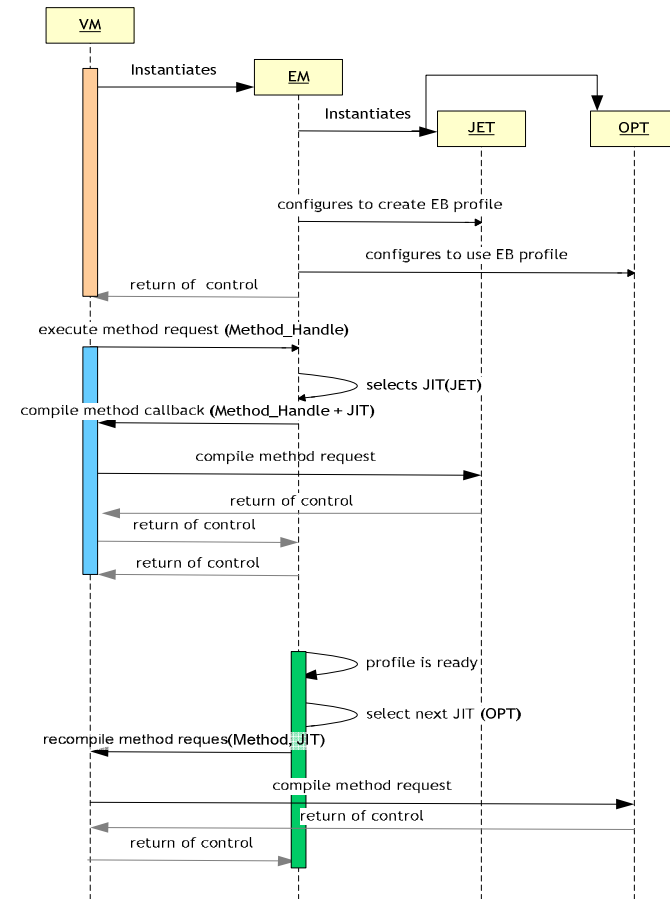 VM
Instantiates
EM
Instantiates
JET
OPT
configures to create EB profile
configures to use EB profile
return of control
execute method request (Method_Handle)
selects JIT(JET)
compile method callback (Method_Handle + JIT)
compile method request
return of control
return of control
return of control
profile is ready
select next JIT (OPT)
recompile method reques(Method, JIT)
compile method request
return of control
return of control